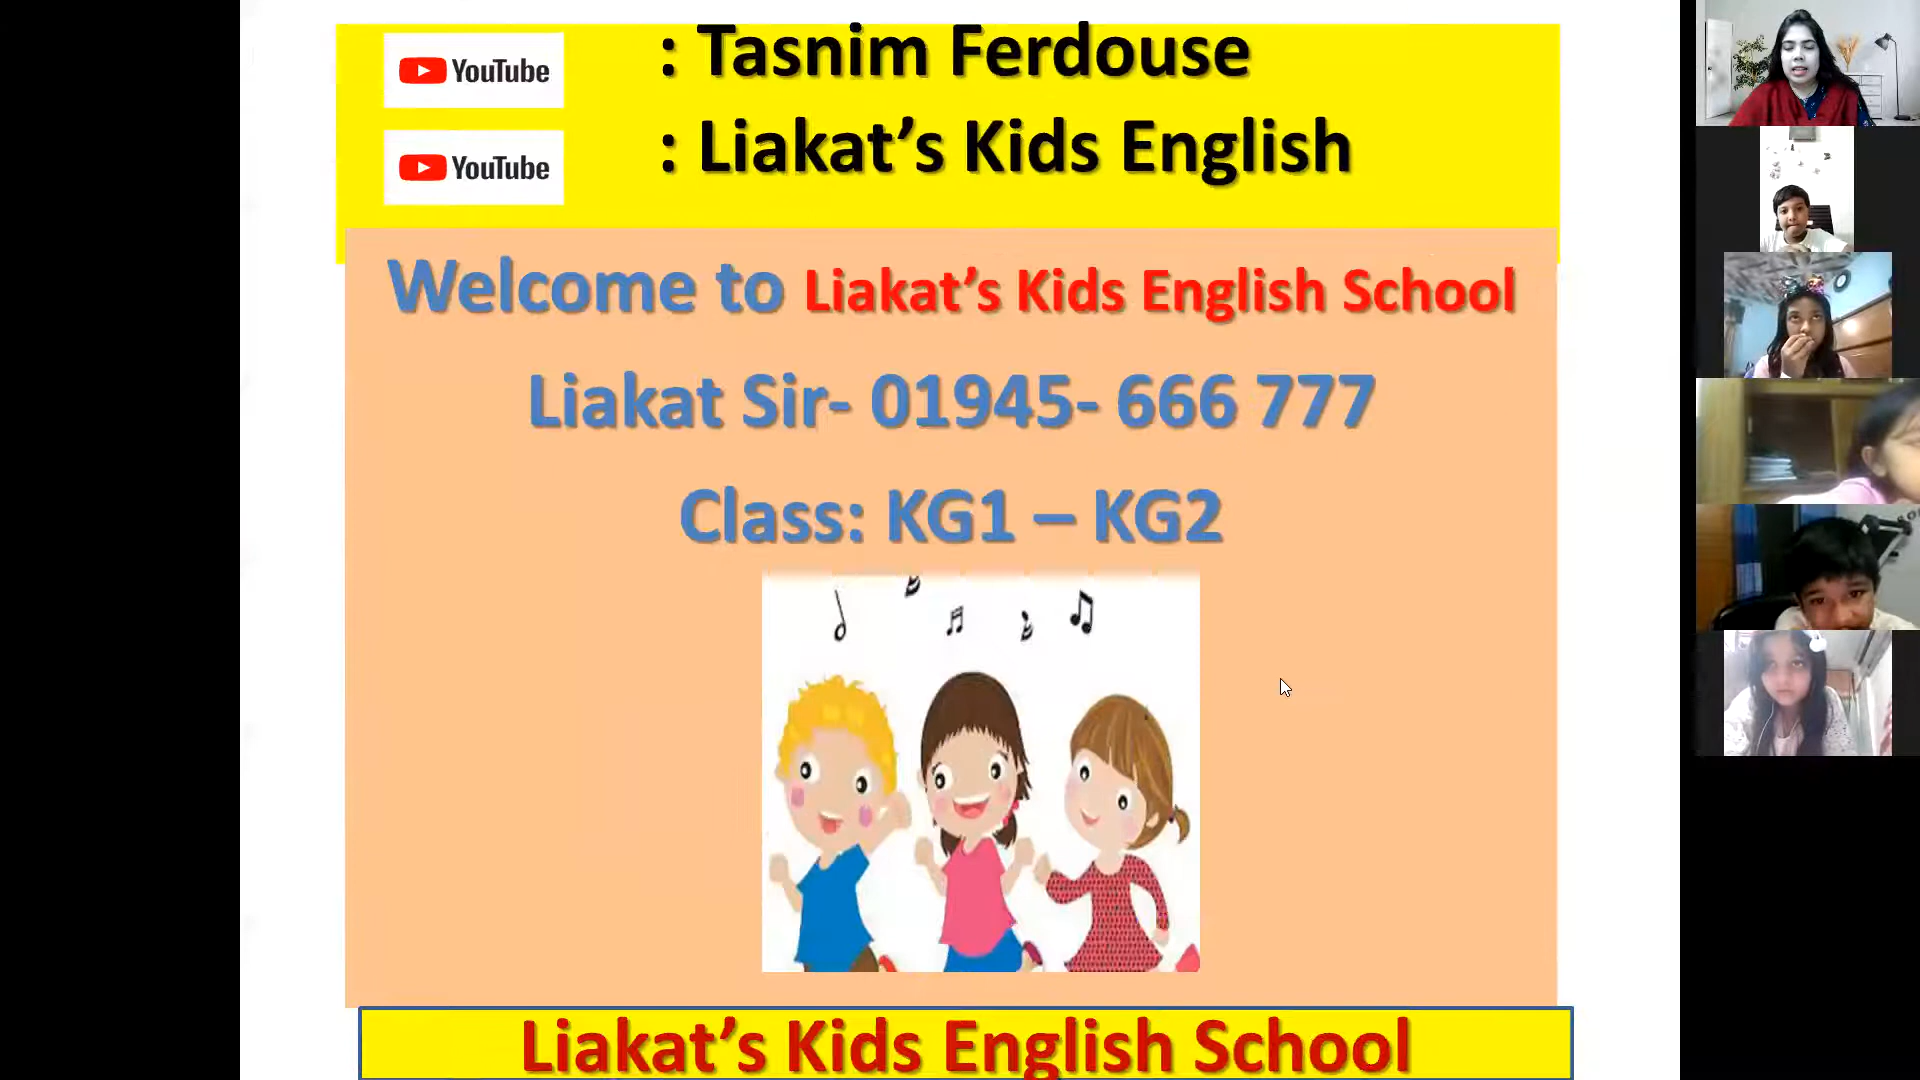 YouTube : Tasnim Ferdouse
YouTube : Liakat’s Kids English
Welcome to Liakat’s Kids English School
Liakat Sir- 01945- 666 777
Class: KG1 – KG2
Liakat’s Kids English School